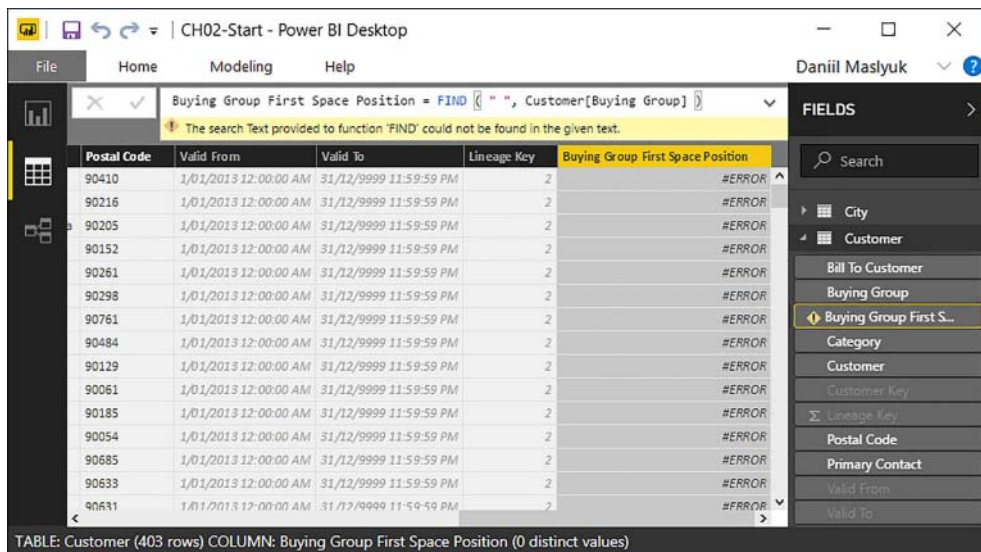 CH02-Start - Power BI Desktop
File Home Modeling Help Daniil Maslyuk ?
Buying Group First Space Position = FIND ( " ", Customer[Buying Group] )
The search Text provided to function 'FIND' could not be found in the given text.
Postal Code Valid From Valid To Lineage Key Buying Group First Space Position
90410 1/01/2013 12:00:00 AM 31/12/9999 11:59:59 PM 2 #ERROR
90216 1/01/2013 12:00:00 AM 31/12/9999 11:59:59 PM 2 #ERROR
90205 1/01/2013 12:00:00 AM 31/12/9999 11:59:59 PM 2 #ERROR
90152 1/01/2013 12:00:00 AM 31/12/9999 11:59:59 PM 2 #ERROR
90261 1/01/2013 12:00:00 AM 31/12/9999 11:59:59 PM 2 #ERROR
90298 1/01/2013 12:00:00 AM 31/12/9999 11:59:59 PM 2 #ERROR
90761 1/01/2013 12:00:00 AM 31/12/9999 11:59:59 PM 2 #ERROR
90484 1/01/2013 12:00:00 AM 31/12/9999 11:59:59 PM 2 #ERROR
90129 1/01/2013 12:00:00 AM 31/12/9999 11:59:59 PM 2 #ERROR
90061 1/01/2013 12:00:00 AM 31/12/9999 11:59:59 PM 2 #ERROR
90185 1/01/2013 12:00:00 AM 31/12/9999 11:59:59 PM 2 #ERROR
90054 1/01/2013 12:00:00 AM 31/12/9999 11:59:59 PM 2 #ERROR
90685 1/01/2013 12:00:00 AM 31/12/9999 11:59:59 PM 2 #ERROR
90633 1/01/2013 12:00:00 AM 31/12/9999 11:59:59 PM 2 #ERROR
90631 1/01/2013 12:00:00 AM 31/12/9999 11:59:59 PM 2 #ERROR
FIELDS
Search
City
Customer
Bill To Customer
Buying Group
Buying Group First S...
Category
Customer
Customer Key
Σ Lineage Key
Postal Code
Primary Contact
Valid From
Valid To
TABLE: Customer (403 rows) COLUMN: Buying Group First Space Position (0 distinct values)